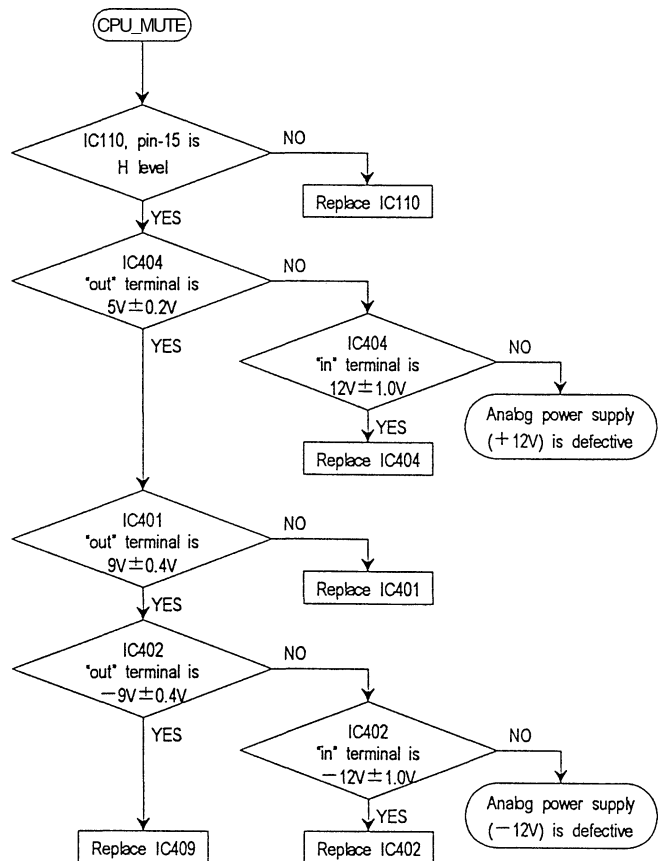 CPU_MUTE
IC110, pin-15 is
H level
NO
Replace IC110
YES
IC404
"out" terminal is
5V±0.2V
NO
YES
IC404
"in" terminal is
12V±1.0V
NO
Analog power supply
(+12V) is defective
YES
Replace IC404
IC401
"out" terminal is
9V±0.4V
NO
Replace IC401
YES
IC402
"out" terminal is
−9V±0.4V
NO
YES
IC402
"in" terminal is
−12V±1.0V
NO
Analog power supply
(−12V) is defective
YES
Replace IC409
Replace IC402